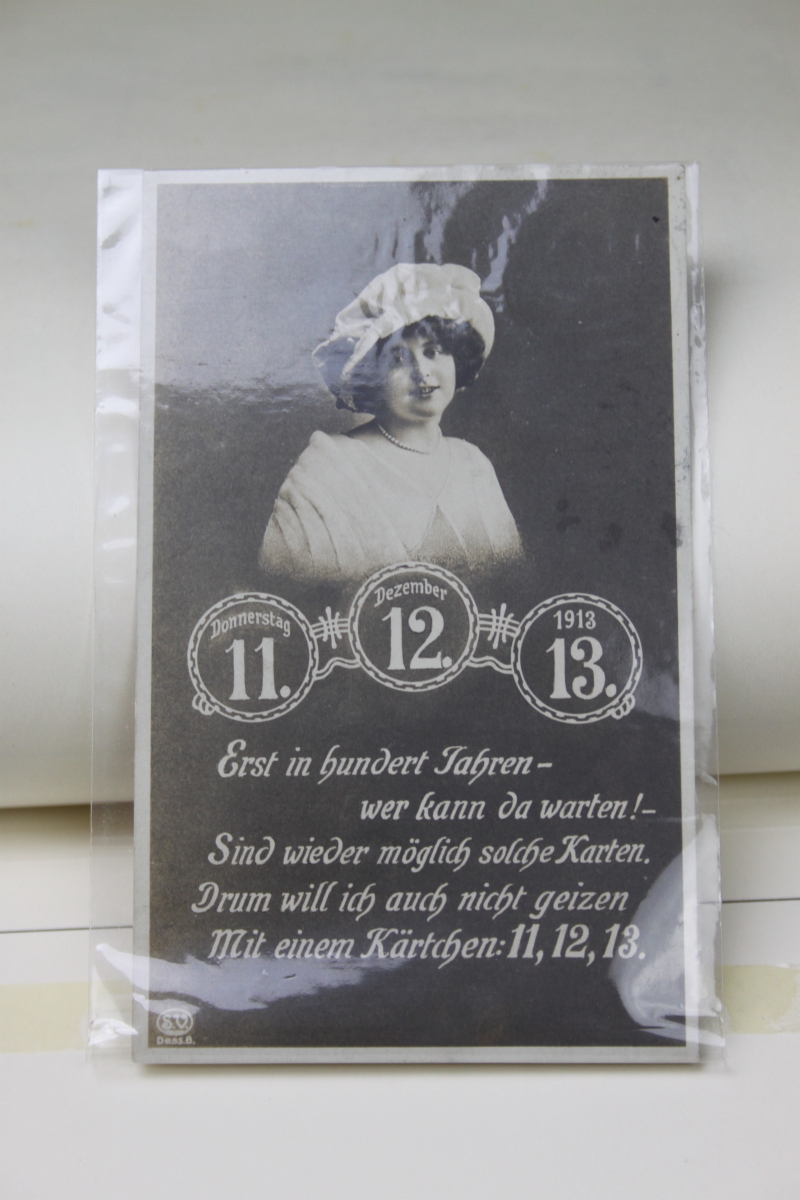 Donnerstag
11.
Dezember
12.
1913
13.
Erst in hundert Jahren –
wer kann da warten! –
Sind wieder möglich solche Karten.
Drum will ich auch nicht geizen
Mit einem Kärtchen: 11, 12, 13.
S.V